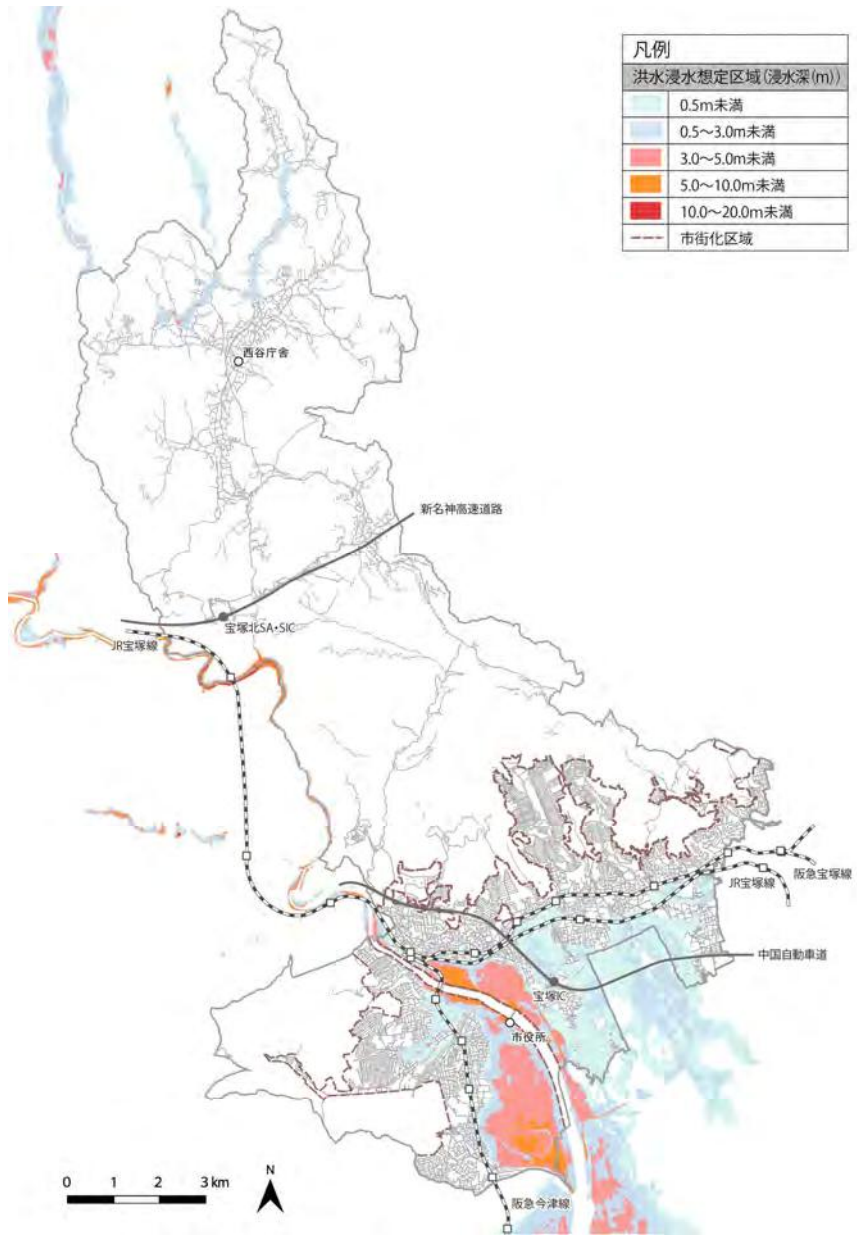 凡例
洪水浸水想定区域(浸水深(m))
0.5m未満
0.5~3.0m未満
3.0~5.0m未満
5.0~10.0m未満
10.0~20.0m未満
市街化区域
西谷庁舎
新名神高速道路
宝塚北SA・SIC
JR宝塚線
阪急宝塚線
JR宝塚線
中国自動車道
宝塚IC
市役所
阪急今津線
0 1 2 3 km
N